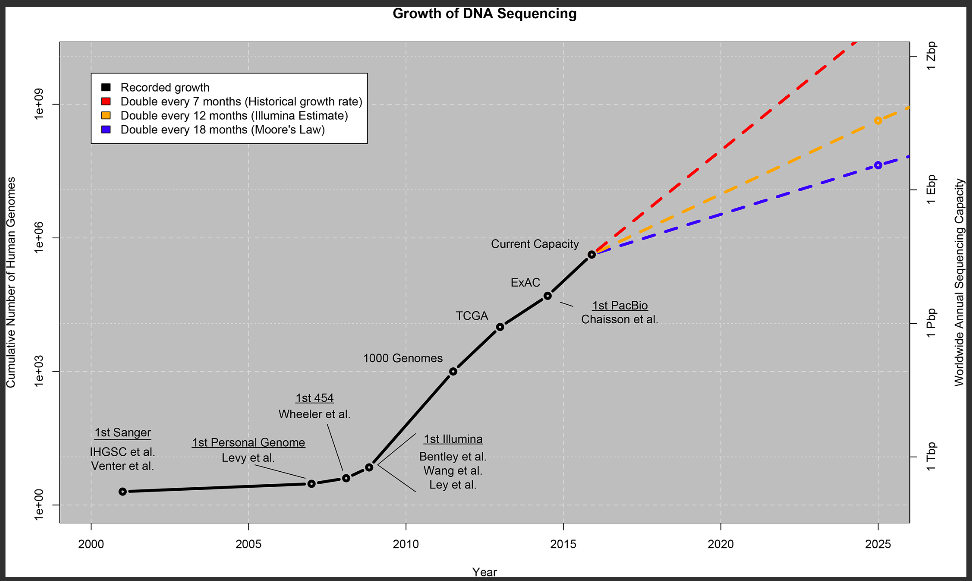 Growth of DNA Sequencing
Recorded growth
Double every 7 months (Historical growth rate)
Double every 12 months (Illumina Estimate)
Double every 18 months (Moore's Law)
Cumulative Number of Human Genomes
1e+09
1e+06
1e+03
1e+00
Worldwide Annual Sequencing Capacity
1 Zbp
1 Ebp
1 Pbp
1 Tbp
Current Capacity
ExAC
1st PacBio
Chaisson et al.
TCGA
1000 Genomes
1st 454
Wheeler et al.
1st Sanger
IHGSC et al.
Venter et al.
1st Personal Genome
Levy et al.
1st Illumina
Bentley et al.
Wang et al.
Ley et al.
2000
2005
2010
2015
2020
2025
Year